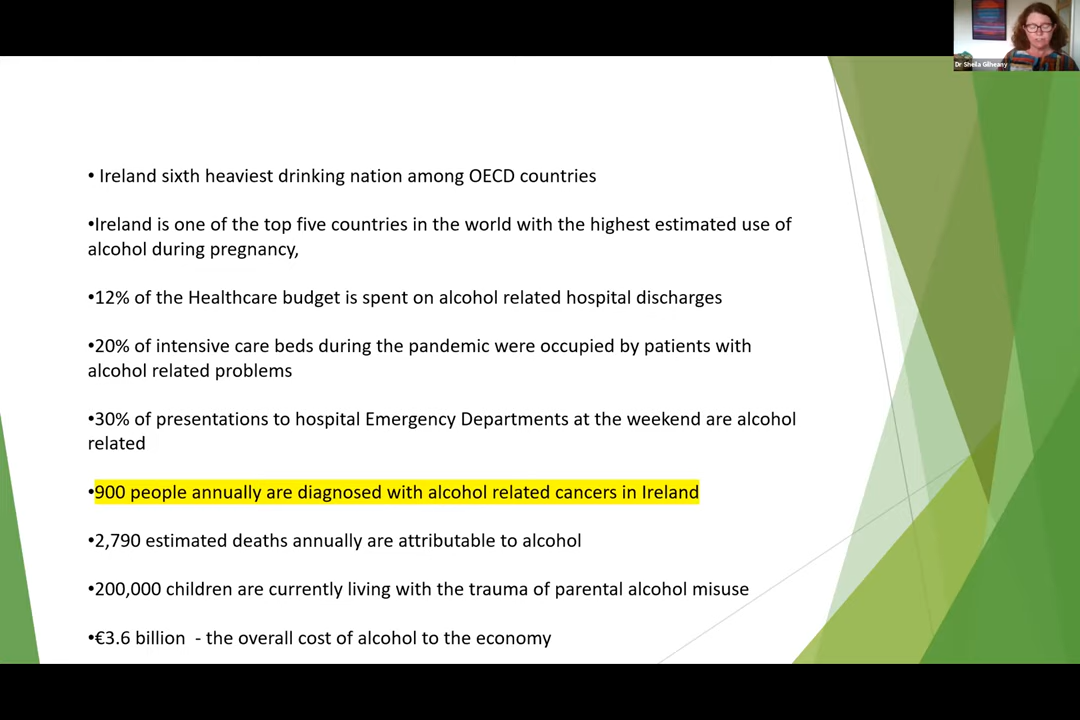 Dr Sheila Gilheany
• Ireland sixth heaviest drinking nation among OECD countries
•Ireland is one of the top five countries in the world with the highest estimated use of
alcohol during pregnancy,
•12% of the Healthcare budget is spent on alcohol related hospital discharges
•20% of intensive care beds during the pandemic were occupied by patients with
alcohol related problems
•30% of presentations to hospital Emergency Departments at the weekend are alcohol
related
•900 people annually are diagnosed with alcohol related cancers in Ireland
•2,790 estimated deaths annually are attributable to alcohol
•200,000 children are currently living with the trauma of parental alcohol misuse
•€3.6 billion - the overall cost of alcohol to the economy